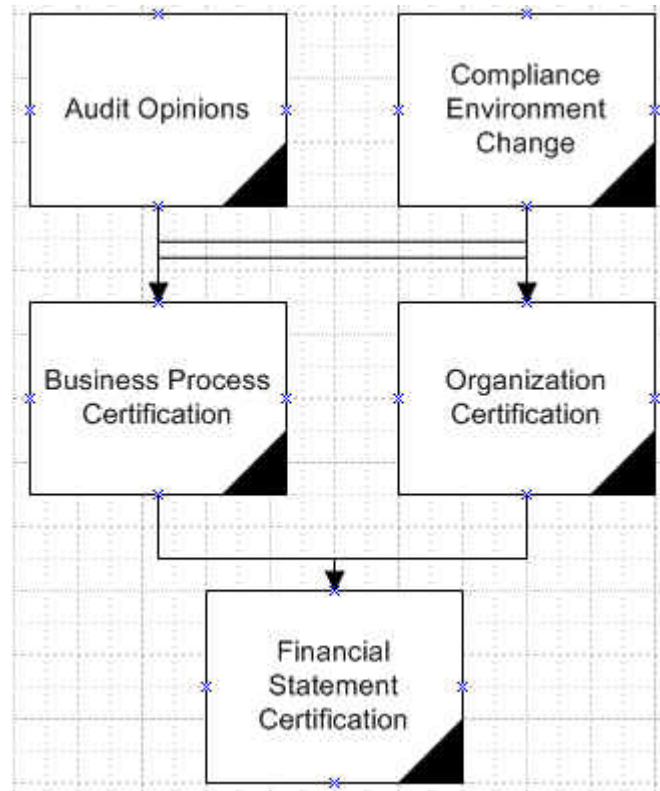 Audit Opinions
Compliance
Environment
Change
Business Process
Certification
Organization
Certification
Financial
Statement
Certification